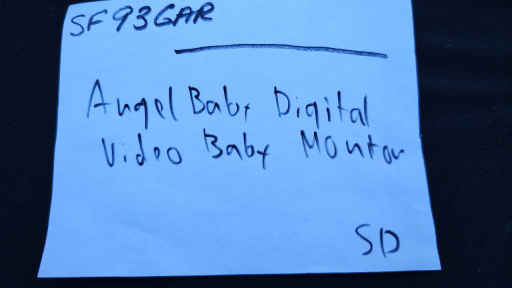 SF93GAR
Angel Baby Digital
Video Baby Monitor
SD